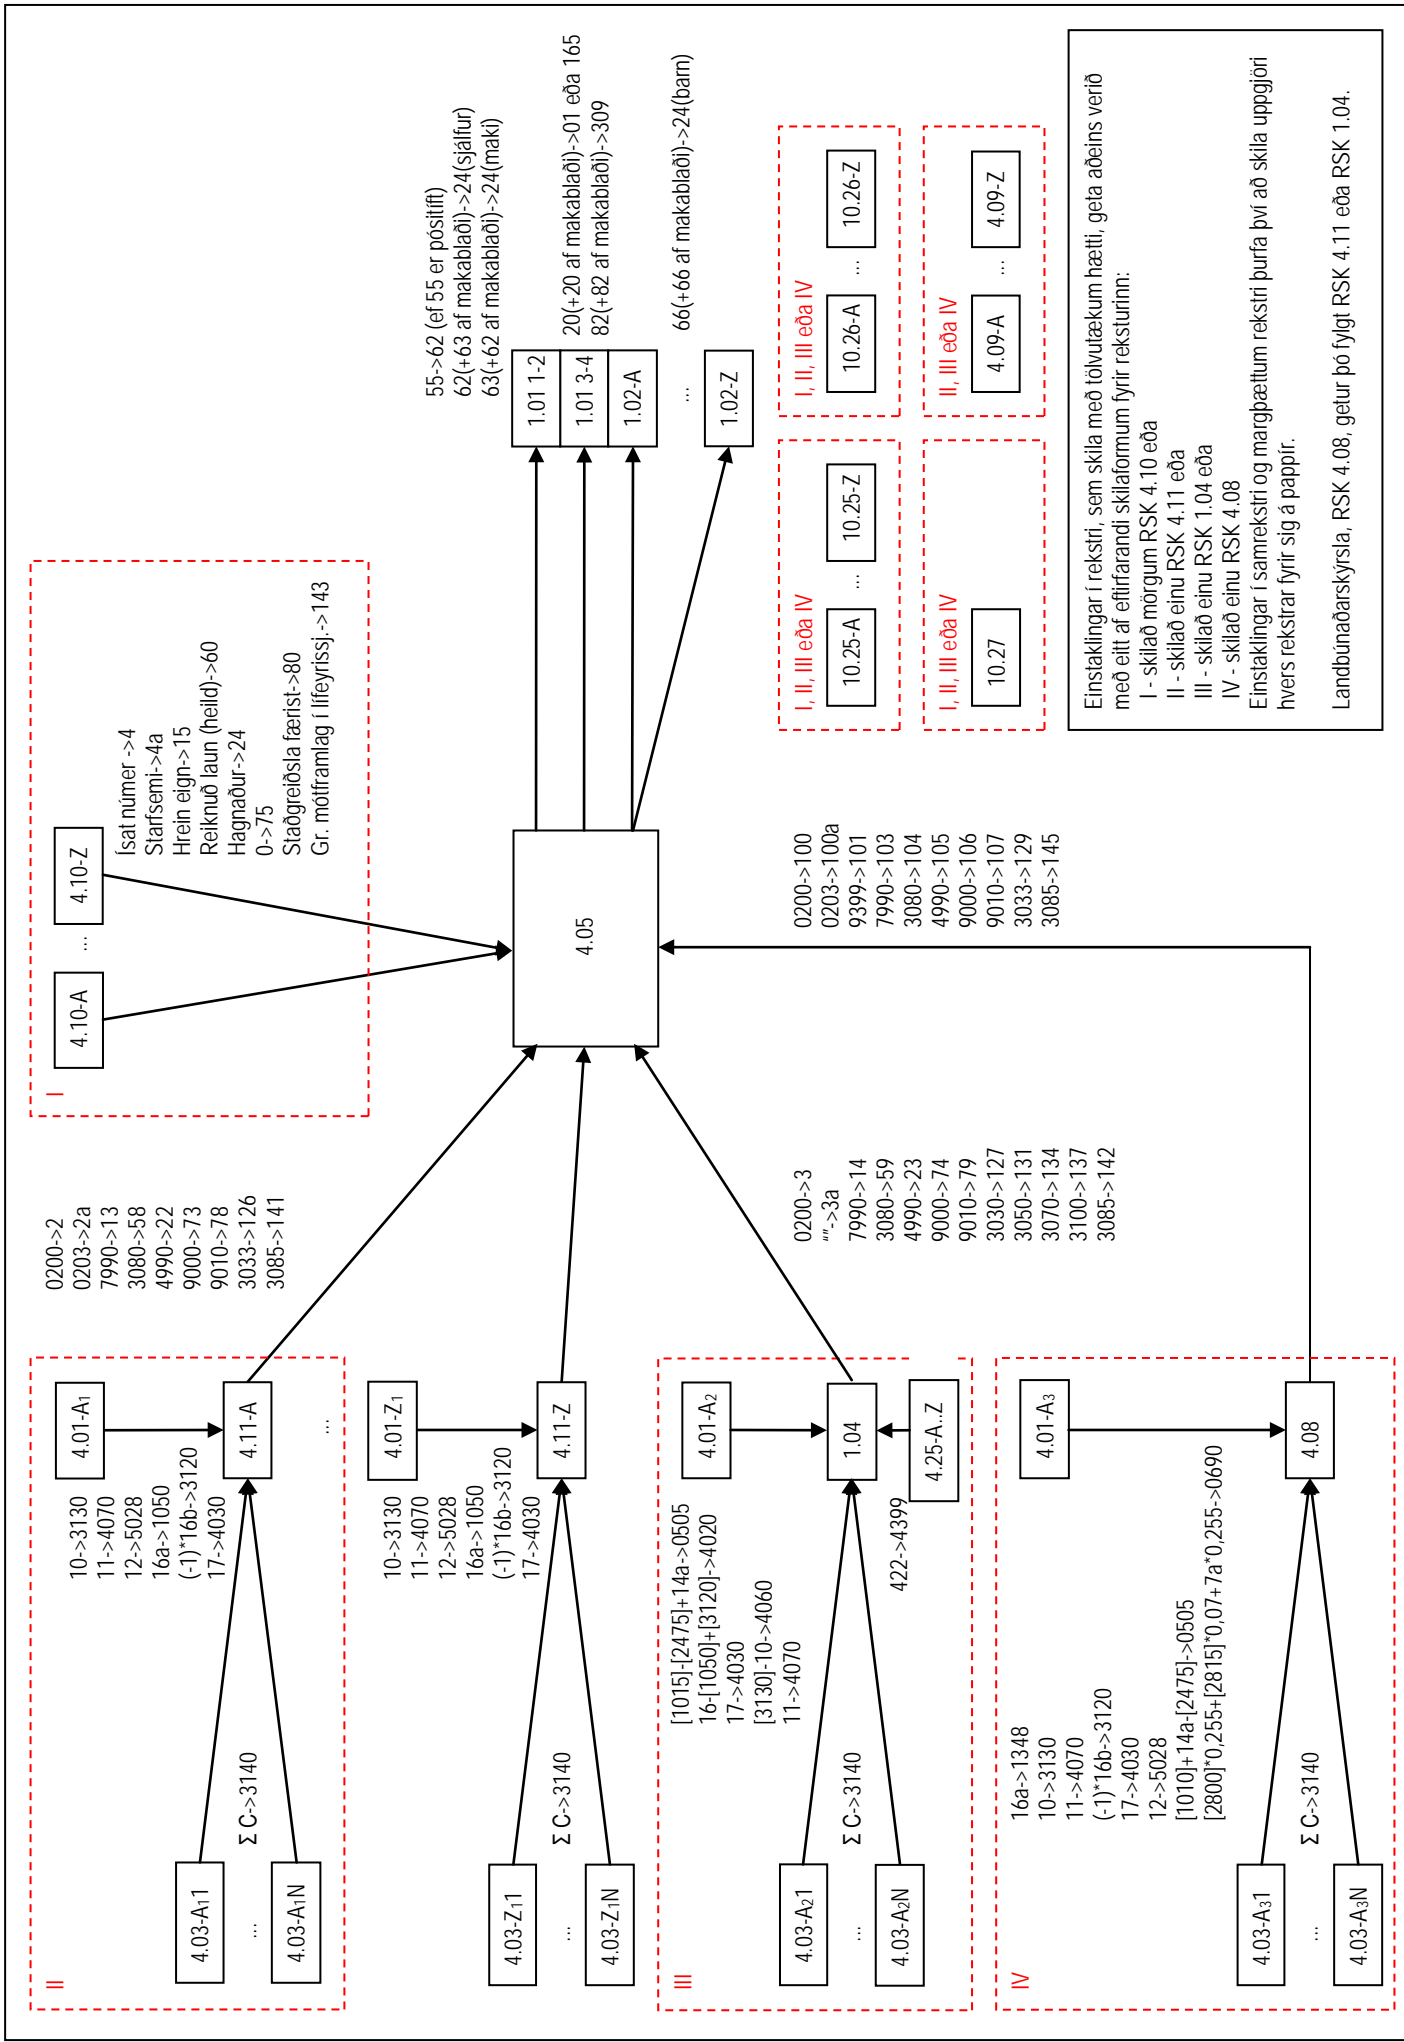 I
4.10-A
...
4.10-Z
Ísat númer ->4
Starfsemi->4a
Hrein eign->15
Reiknuð laun (heild)->60
Hagnaður->24
0->75
Staðgreiðsla færist->80
Gr. mótframlag í lífeyrissj.->143
II
4.03-A₁1
...
4.03-A₁N
Σ C->3140
10->3130
11->4070
12->5028
16a->1050
(-1)*16b->3120
17->4030
4.01-A₁
4.11-A
...
0200->2
0203->2a
7990->13
3080->58
4990->22
9000->73
9010->78
3033->126
3085->141
4.03-Z₁1
...
4.03-Z₁N
Σ C->3140
10->3130
11->4070
12->5028
16a->1050
(-1)*16b->3120
17->4030
4.01-Z₁
4.11-Z
4.05
55->62 (ef 55 er pósitíft)
62(+63 af makablaði)->24(sjálfur)
63(+62 af makablaði)->24(maki)
1.01 1-2
1.01 3-4
1.02-A
...
1.02-Z
20(+20 af makablaði)->01 eða 165
82(+82 af makablaði)->309
66(+66 af makablaði)->24(barn)
III
4.03-A₂1
...
4.03-A₂N
Σ C->3140
[1015]-[2475]+14a->0505
16-[1050]+[3120]->4020
17->4030
[3130]-10->4060
11->4070
4.01-A₂
1.04
4.25-A..Z
422->4399
0200->3
""->3a
7990->14
3080->59
4990->23
9000->74
9010->79
3030->127
3050->131
3070->134
3100->137
3085->142
0200->100
0203->100a
9399->101
7990->103
3080->104
4990->105
9000->106
9010->107
3033->129
3085->145
I, II, III eða IV
10.25-A
...
10.25-Z
I, II, III eða IV
10.26-A
...
10.26-Z
I, II, III eða IV
10.27
II, III eða IV
4.09-A
...
4.09-Z
IV
4.03-A₃1
...
4.03-A₃N
Σ C->3140
16a->1348
10->3130
11->4070
(-1)*16b->3120
17->4030
12->5028
[1010]+14a-[2475]->0505
[2800]*0,255+[2815]*0,07+7a*0,255->0690
4.01-A₃
4.08
Einstaklingar í rekstri, sem skila með tölvutækum hætti, geta aðeins verið
með eitt af eftirfarandi skilaformum fyrir reksturinn:
I - skilað mörgum RSK 4.10 eða
II - skilað einu RSK 4.11 eða
III - skilað einu RSK 1.04 eða
IV - skilað einu RSK 4.08
Einstaklingar í samrekstri og margþættum rekstri þurfa því að skila uppgjöri
hvers rekstrar fyrir sig á pappír.
Landbúnaðarskýrsla, RSK 4.08, getur þó fylgt RSK 4.11 eða RSK 1.04.